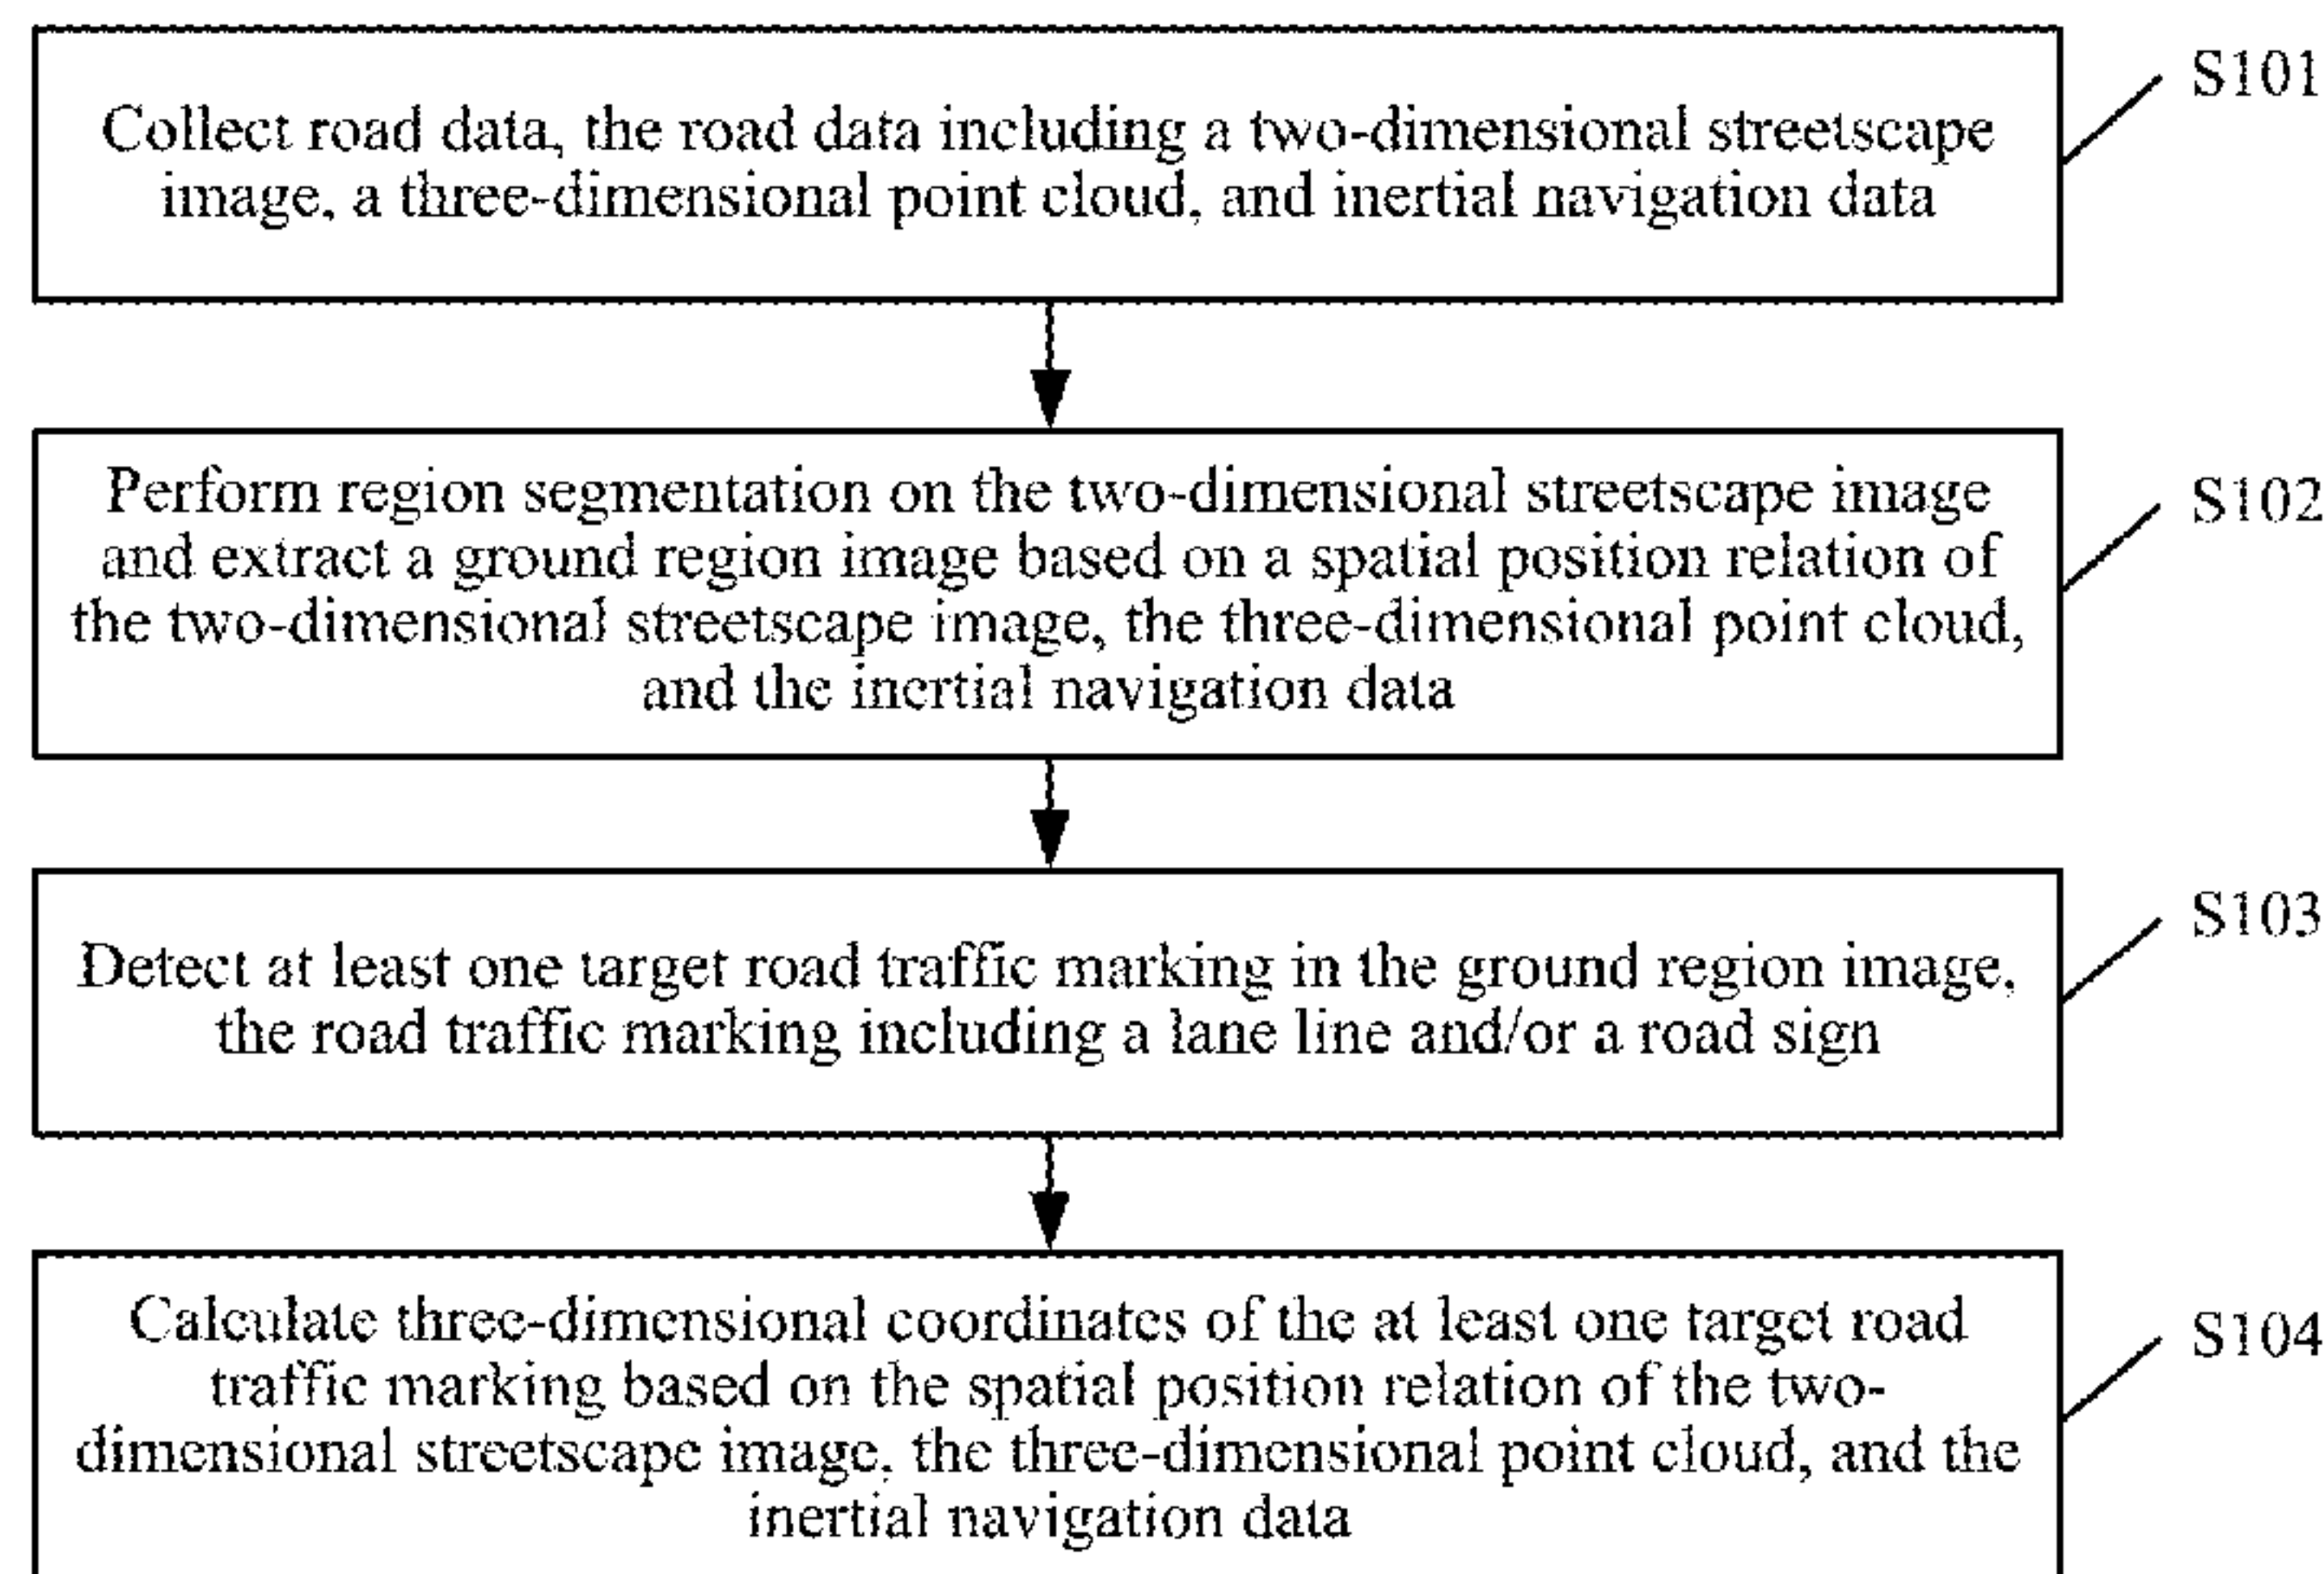 Collect road data, the road data including a two-dimensional streetscape
image, a three-dimensional point cloud, and inertial navigation data
S101
Perform region segmentation on the two-dimensional streetscape image
and extract a ground region image based on a spatial position relation of
the two-dimensional streetscape image, the three-dimensional point cloud,
and the inertial navigation data
S102
Detect at least one target road traffic marking in the ground region image,
the road traffic marking including a lane line and/or a road sign
S103
Calculate three-dimensional coordinates of the at least one target road
traffic marking based on the spatial position relation of the two-
dimensional streetscape image, the three-dimensional point cloud, and the
inertial navigation data
S104